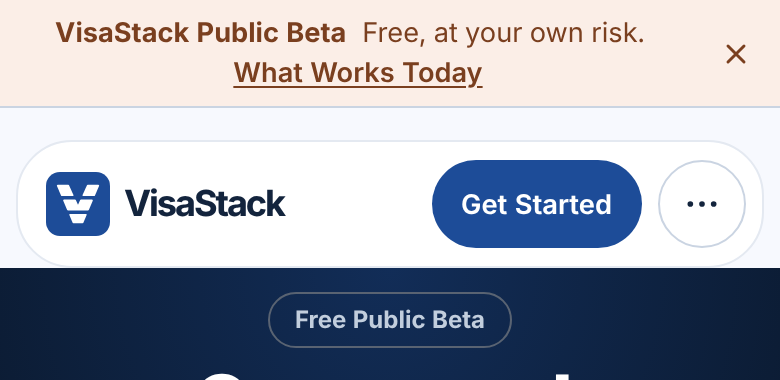 VisaStack Public Beta Free, at your own risk.
What Works Today
VisaStack
Get Started
Free Public Beta